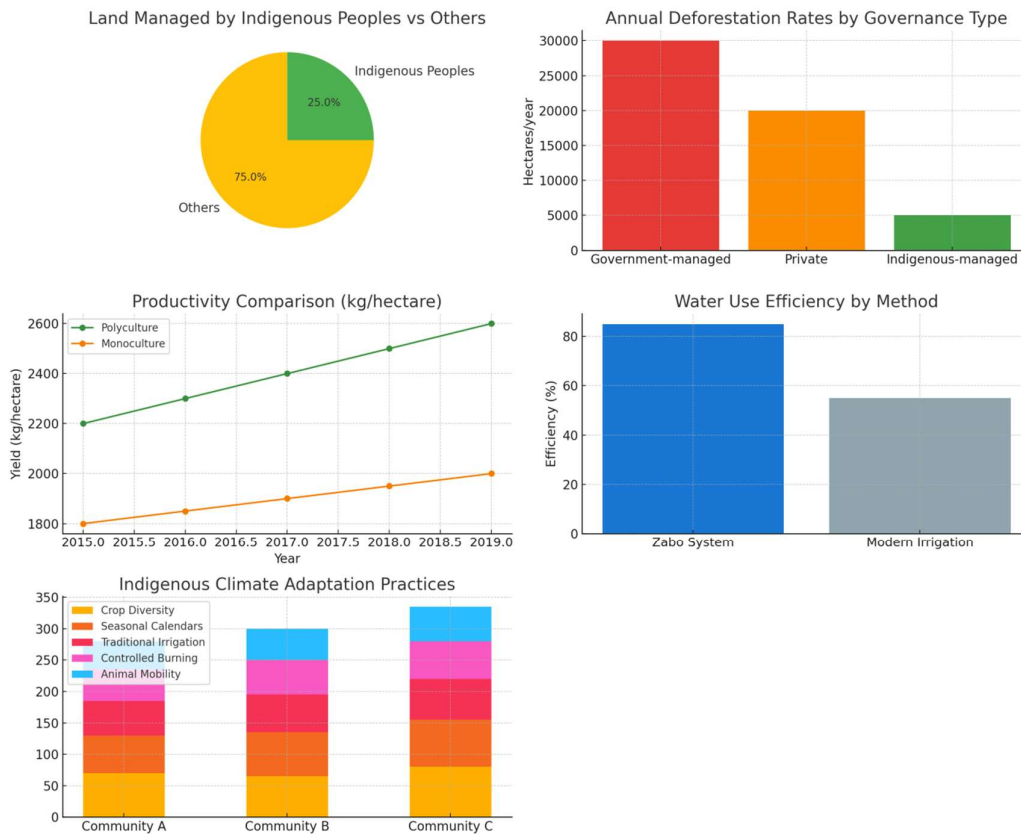 Land Managed by Indigenous Peoples vs Others
Indigenous Peoples
25.0%
75.0%
Others
Annual Deforestation Rates by Governance Type
Hectares/year
30000
25000
20000
15000
10000
5000
0
Government-managed Private Indigenous-managed
Productivity Comparison (kg/hectare)
Polyculture
Monoculture
Yield (kg/hectare)
2600
2400
2200
2000
1800
2015.0 2015.5 2016.0 2016.5 2017.0 2017.5 2018.0 2018.5 2019.0
Year
Water Use Efficiency by Method
Efficiency (%)
80
60
40
20
0
Zabo System Modern Irrigation
Indigenous Climate Adaptation Practices
350
300
250
200
150
100
50
0
Crop Diversity
Seasonal Calendars
Traditional Irrigation
Controlled Burning
Animal Mobility
Community A Community B Community C